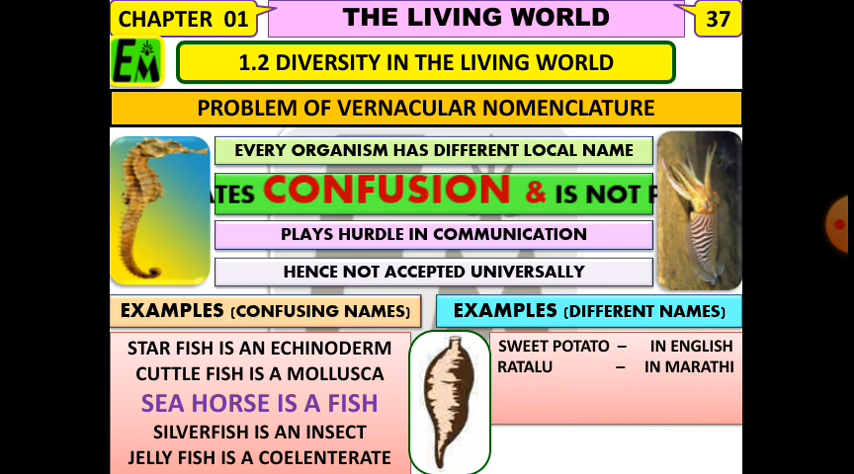 CHAPTER 01
THE LIVING WORLD
37
EM
1.2 DIVERSITY IN THE LIVING WORLD
PROBLEM OF VERNACULAR NOMENCLATURE
EVERY ORGANISM HAS DIFFERENT LOCAL NAME
CONFUSION & IS NOT
PLAYS HURDLE IN COMMUNICATION
HENCE NOT ACCEPTED UNIVERSALLY
EXAMPLES (CONFUSING NAMES)
EXAMPLES (DIFFERENT NAMES)
STAR FISH IS AN ECHINODERM
CUTTLE FISH IS A MOLLUSCA
SEA HORSE IS A FISH
SILVERFISH IS AN INSECT
JELLY FISH IS A COELENTERATE
SWEET POTATO – IN ENGLISH
RATALU – IN MARATHI